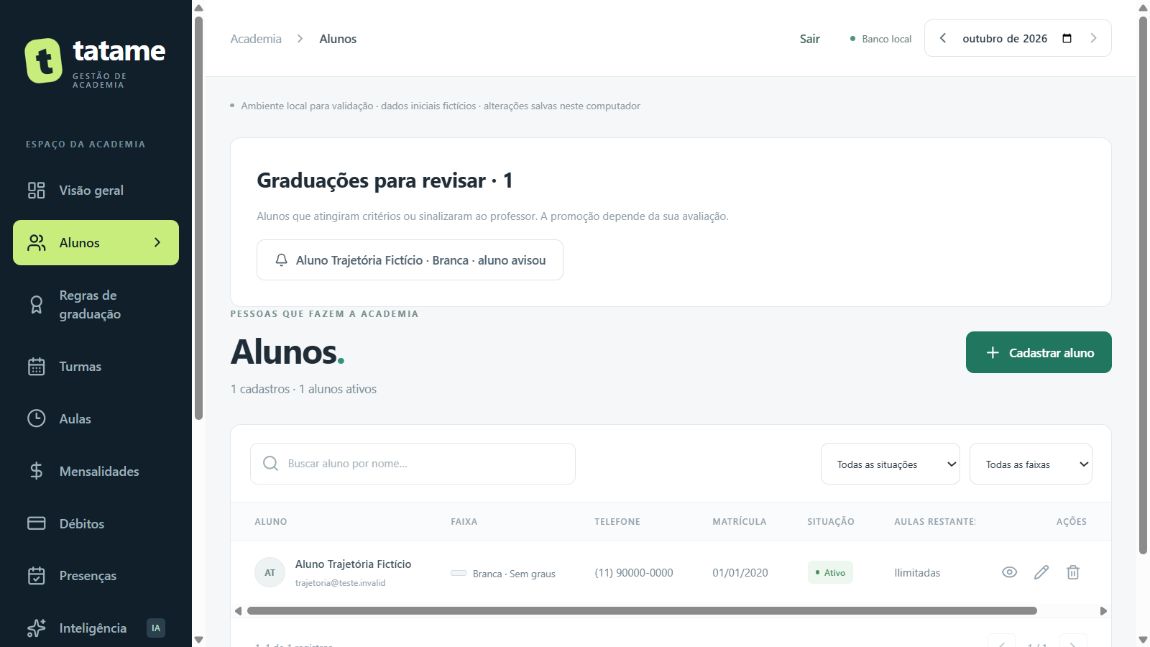 tatame
GESTÃO DE
ACADEMIA
ESPAÇO DA ACADEMIA
Visão geral
Alunos
Regras de
graduação
Turmas
Aulas
Mensalidades
Débitos
Presenças
Inteligência IA
Academia > Alunos
Sair
Banco local
outubro de 2026
Ambiente local para validação · dados iniciais fictícios · alterações salvas neste computador
Graduações para revisar · 1
Alunos que atingiram critérios ou sinalizaram ao professor. A promoção depende da sua avaliação.
Aluno Trajetória Fictício · Branca · aluno avisou
PESSOAS QUE FAZEM A ACADEMIA
Alunos.
1 cadastros · 1 alunos ativos
Cadastrar aluno
Buscar aluno por nome...
Todas as situações
Todas as faixas
ALUNO FAIXA TELEFONE MATRÍCULA SITUAÇÃO AULAS RESTANTE AÇÕES
AT
Aluno Trajetória Fictício
trajetoria@teste.invalid
Branca · Sem graus
(11) 90000-0000
01/01/2020
Ativo
Ilimitadas